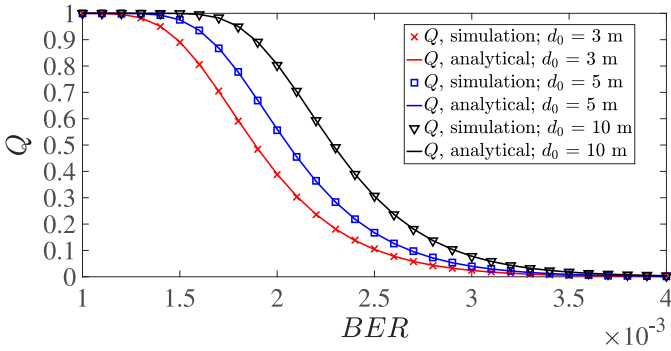 1
0.9
0.8
0.7
0.6
0.5
0.4
0.3
0.2
0.1
0
Q
Q, simulation; d₀ = 3 m
Q, analytical; d₀ = 3 m
Q, simulation; d₀ = 5 m
Q, analytical; d₀ = 5 m
Q, simulation; d₀ = 10 m
Q, analytical; d₀ = 10 m
1 1.5 2 2.5 3 3.5 4
BER
×10⁻³